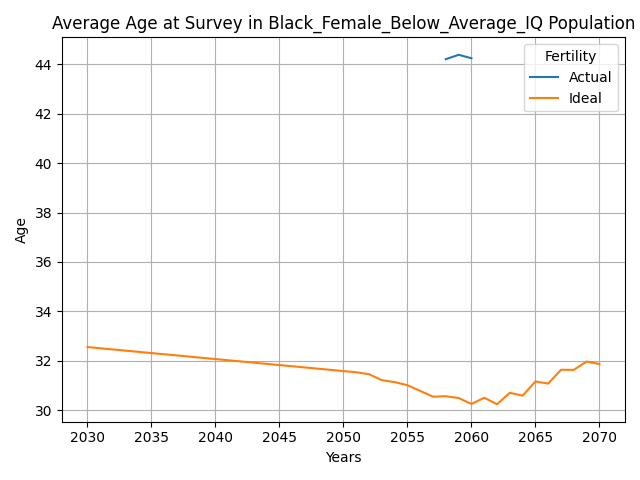 Average Age at Survey in Black_Female_Below_Average_IQ Population
Fertility
Actual
Ideal
Age
44
42
40
38
36
34
32
30
2030 2035 2040 2045 2050 2055 2060 2065 2070
Years